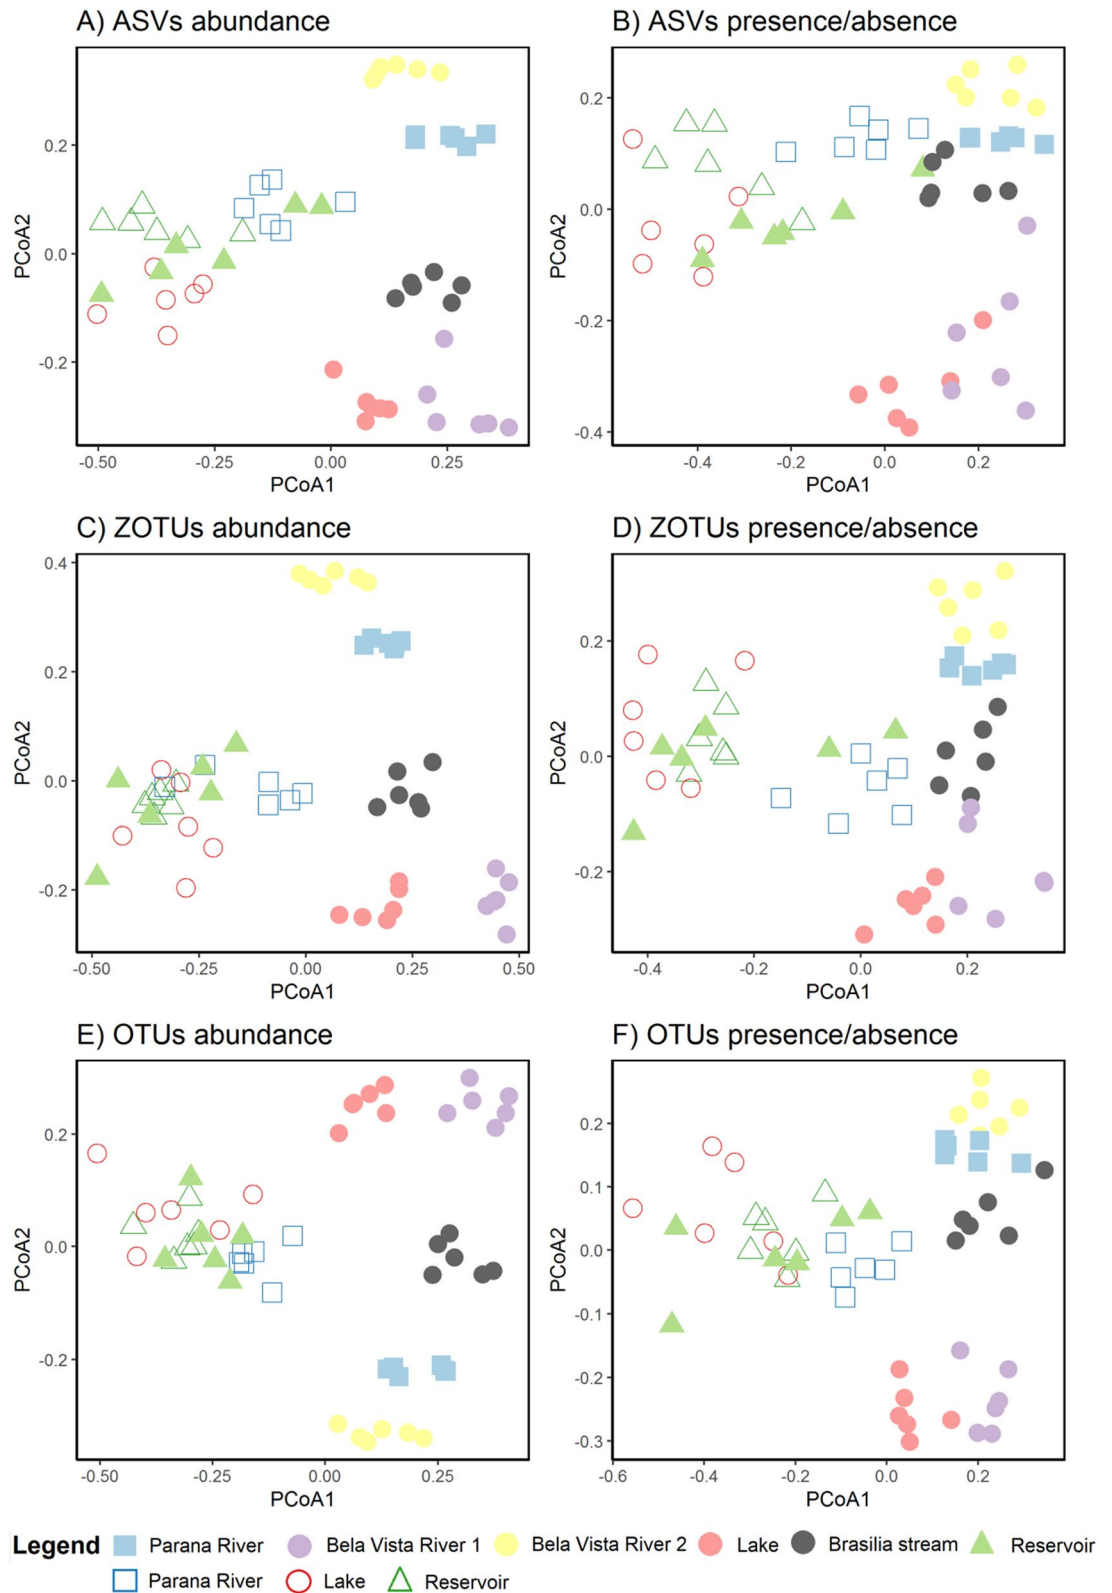 A) ASVs abundance
B) ASVs presence/absence
0.2
0.0
-0.2
PCoA2
-0.50
-0.25
0.00
0.25
PCoA1
0.2
0.0
-0.2
-0.4
PCoA2
-0.4
-0.2
0.0
0.2
PCoA1
C) ZOTUs abundance
D) ZOTUs presence/absence
0.4
0.2
0.0
-0.2
PCoA2
-0.50
-0.25
0.00
0.25
0.50
PCoA1
0.2
0.0
-0.2
PCoA2
-0.4
-0.2
0.0
0.2
PCoA1
E) OTUs abundance
F) OTUs presence/absence
0.2
0.0
-0.2
PCoA2
-0.50
-0.25
0.00
0.25
PCoA1
0.2
0.1
0.0
-0.1
-0.2
-0.3
PCoA2
-0.6
-0.4
-0.2
0.0
0.2
PCoA1
Legend
Parana River
Bela Vista River 1
Bela Vista River 2
Lake
Brasilia stream
Reservoir
Parana River
Lake
Reservoir